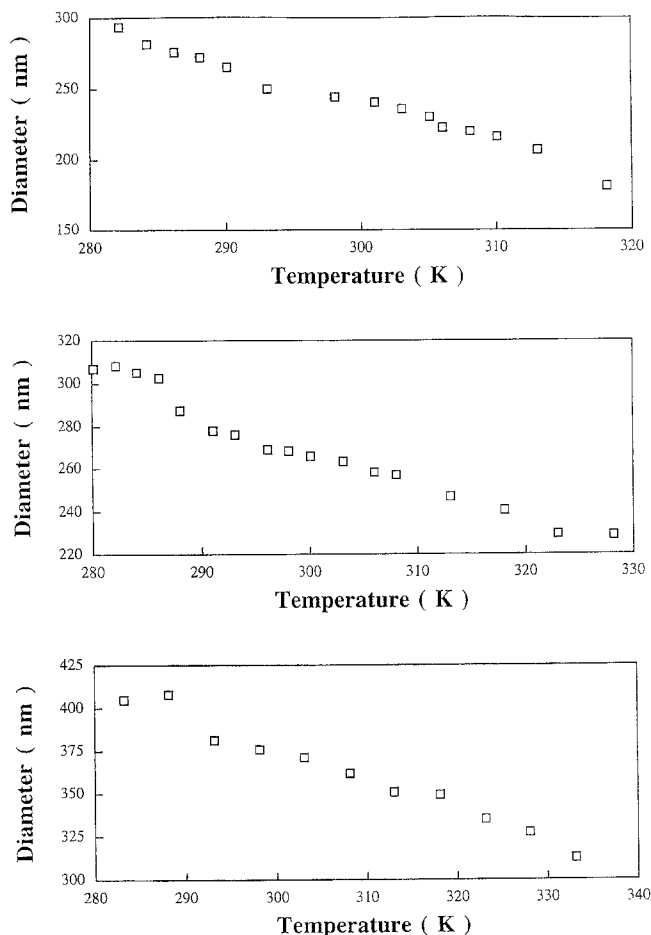 300
250
200
150
Diameter ( nm )
280 290 300 310 320
Temperature ( K )
320
300
280
260
240
220
Diameter ( nm )
280 290 300 310 320 330
Temperature ( K )
425
400
375
350
325
300
Diameter ( nm )
280 290 300 310 320 330 340
Temperature ( K )